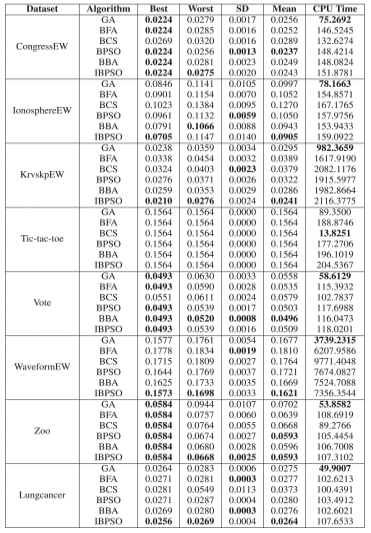 Dataset Algorithm Best Worst SD Mean CPU Time
CongressEW
GA 0.0224 0.0279 0.0017 0.0256 75.2692
BFA 0.0224 0.0285 0.0016 0.0252 146.5245
BCS 0.0269 0.0320 0.0016 0.0289 132.6274
BPSO 0.0224 0.0256 0.0013 0.0237 148.4214
BBA 0.0224 0.0281 0.0023 0.0249 148.0824
IBPSO 0.0224 0.0275 0.0020 0.0243 151.8781
IonosphereEW
GA 0.0846 0.1141 0.0105 0.0997 78.1663
BFA 0.0901 0.1154 0.0070 0.1052 154.8571
BCS 0.1023 0.1384 0.0095 0.1270 167.1765
BPSO 0.0961 0.1132 0.0059 0.1050 157.9756
BBA 0.0791 0.1066 0.0088 0.0943 153.9433
IBPSO 0.0705 0.1147 0.0140 0.0905 159.0922
KrvskpEW
GA 0.0238 0.0359 0.0034 0.0295 982.3659
BFA 0.0338 0.0454 0.0032 0.0389 1617.9190
BCS 0.0324 0.0403 0.0023 0.0379 2082.1176
BPSO 0.0276 0.0371 0.0026 0.0322 1915.5977
BBA 0.0259 0.0353 0.0029 0.0286 1982.8664
IBPSO 0.0210 0.0276 0.0024 0.0241 2116.3775
Tic-tac-toe
GA 0.1564 0.1564 0.0000 0.1564 89.3500
BFA 0.1564 0.1564 0.0000 0.1564 188.8746
BCS 0.1564 0.1564 0.0000 0.1564 13.8251
BPSO 0.1564 0.1564 0.0000 0.1564 177.2706
BBA 0.1564 0.1564 0.0000 0.1564 196.1019
IBPSO 0.1564 0.1564 0.0000 0.1564 204.5367
Vote
GA 0.0493 0.0630 0.0033 0.0558 58.6129
BFA 0.0493 0.0590 0.0028 0.0535 115.3932
BCS 0.0551 0.0611 0.0024 0.0579 102.7837
BPSO 0.0493 0.0539 0.0017 0.0503 117.6988
BBA 0.0493 0.0520 0.0008 0.0496 116.0473
IBPSO 0.0493 0.0539 0.0016 0.0509 118.0201
WaveformEW
GA 0.1577 0.1761 0.0054 0.1677 3739.2315
BFA 0.1778 0.1834 0.0019 0.1810 6207.9586
BCS 0.1715 0.1809 0.0027 0.1764 9771.4048
BPSO 0.1644 0.1769 0.0037 0.1721 7674.0827
BBA 0.1625 0.1733 0.0035 0.1669 7524.7088
IBPSO 0.1573 0.1698 0.0033 0.1621 7356.3544
Zoo
GA 0.0584 0.0944 0.0107 0.0702 53.8582
BFA 0.0584 0.0757 0.0060 0.0639 108.6919
BCS 0.0584 0.0764 0.0055 0.0668 89.2766
BPSO 0.0584 0.0674 0.0027 0.0593 105.4454
BBA 0.0584 0.0680 0.0028 0.0596 106.7008
IBPSO 0.0584 0.0668 0.0025 0.0593 107.3102
Lungcancer
GA 0.0264 0.0283 0.0006 0.0275 49.9007
BFA 0.0271 0.0281 0.0003 0.0277 102.6213
BCS 0.0281 0.0549 0.0113 0.0373 100.4391
BPSO 0.0271 0.0287 0.0004 0.0280 103.4912
BBA 0.0269 0.0280 0.0003 0.0276 102.6021
IBPSO 0.0256 0.0269 0.0004 0.0264 107.6533